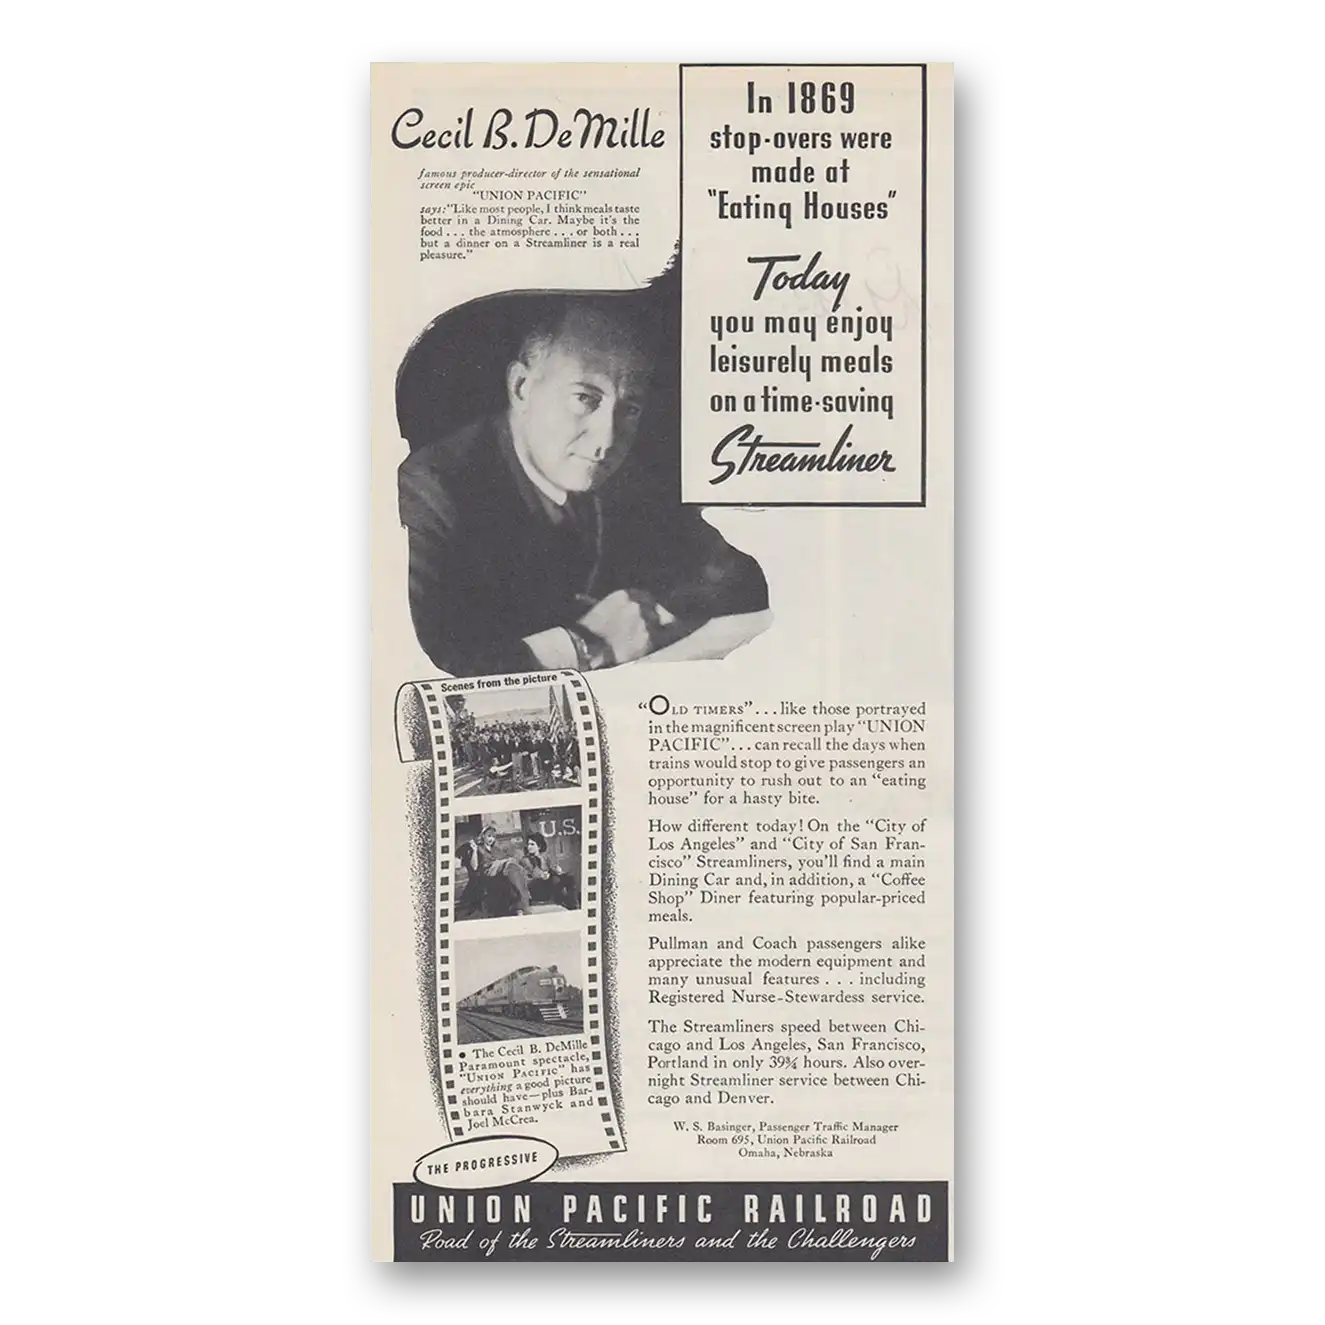 Cecil B. DeMille
famous producer-director of the sensational
screen epic
"UNION PACIFIC"
says: "Like most people, I think meals taste
better in a Dining Car. Maybe it's the
food . . . the atmosphere . . . or both . . .
but a dinner on a Streamliner is a real
pleasure."
In 1869
stop-overs were
made at
"Eating Houses"
Today
you may enjoy
leisurely meals
on a time-saving
Streamliner
Scenes from the picture
U.S.
• The Cecil B. DeMille
Paramount spectacle,
"UNION PACIFIC" has
everything a good picture
should have—plus Bar-
bara Stanwyck and
Joel McCrea.
"OLD TIMERS" . . . like those portrayed
in the magnificent screen play "UNION
PACIFIC" . . . can recall the days when
trains would stop to give passengers an
opportunity to rush out to an "eating
house" for a hasty bite.
How different today! On the "City of
Los Angeles" and "City of San Fran-
cisco" Streamliners, you'll find a main
Dining Car and, in addition, a "Coffee
Shop" Diner featuring popular-priced
meals.
Pullman and Coach passengers alike
appreciate the modern equipment and
many unusual features . . . including
Registered Nurse-Stewardess service.
The Streamliners speed between Chi-
cago and Los Angeles, San Francisco,
Portland in only 39¾ hours. Also over-
night Streamliner service between Chi-
cago and Denver.
W. S. Basinger, Passenger Traffic Manager
Room 695, Union Pacific Railroad
Omaha, Nebraska
THE PROGRESSIVE
UNION PACIFIC RAILROAD
Road of the Streamliners and the Challengers